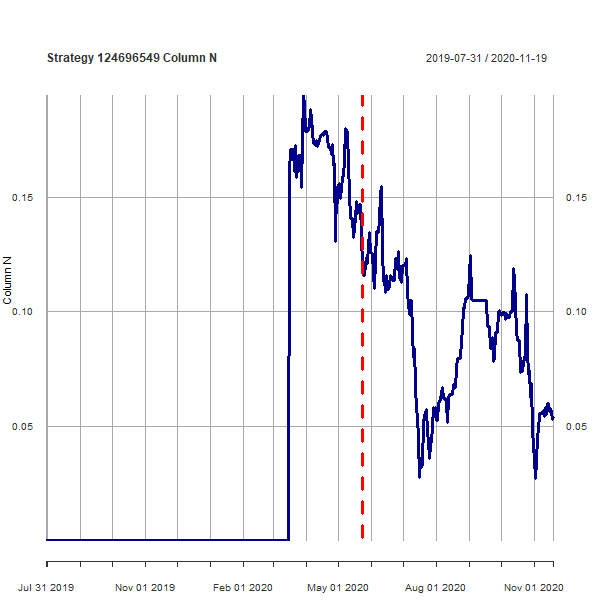 Strategy 124696549 Column N
2019-07-31 / 2020-11-19
Column N
0.15
0.15
0.10
0.10
0.05
0.05
Jul 31 2019
Nov 01 2019
Feb 01 2020
May 01 2020
Aug 01 2020
Nov 01 2020